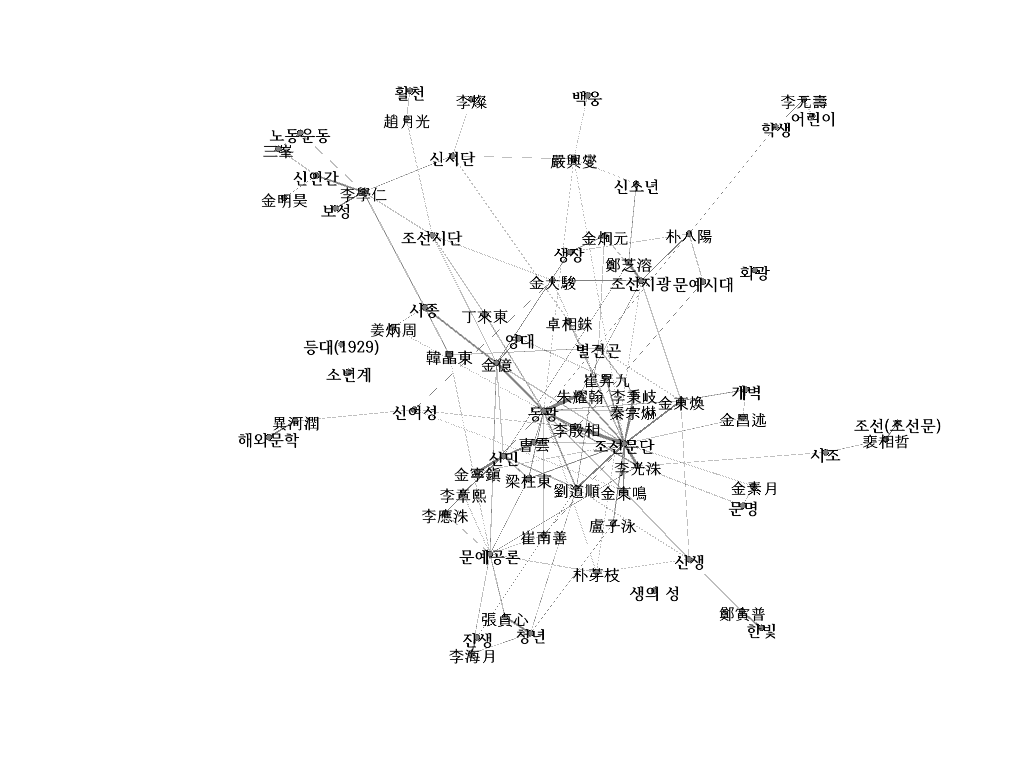 활천
李燦
백웅
李元壽
어린이
趙月光
학생
노동운동
三峯
신시단
嚴興燮
신인간
신소년
李學仁
金明昊
보성
조선시단
金炯元
朴八陽
생장
鄭芝溶
화광
金大駿
조선지광
문예시대
시종
丁來東
卓相銖
姜炳周
영대
등대(1929)
별건곤
韓晶東
金億
소년계
崔昇九
개벽
朱耀翰
李秉岐
金東煥
신여성
동광
秦宗爀
異河潤
金昌述
조선(조선문)
해외문학
李殷相
裵相哲
曹雲
조선문단
시조
신민
李光洙
金寧鎭
梁柱東
金素月
李章熙
劉道順
金東鳴
문명
李應洙
盧子泳
崔南善
문예공론
신생
朴芽枝
생의 성
張貞心
鄭寅普
한빛
진생
청년
李海月